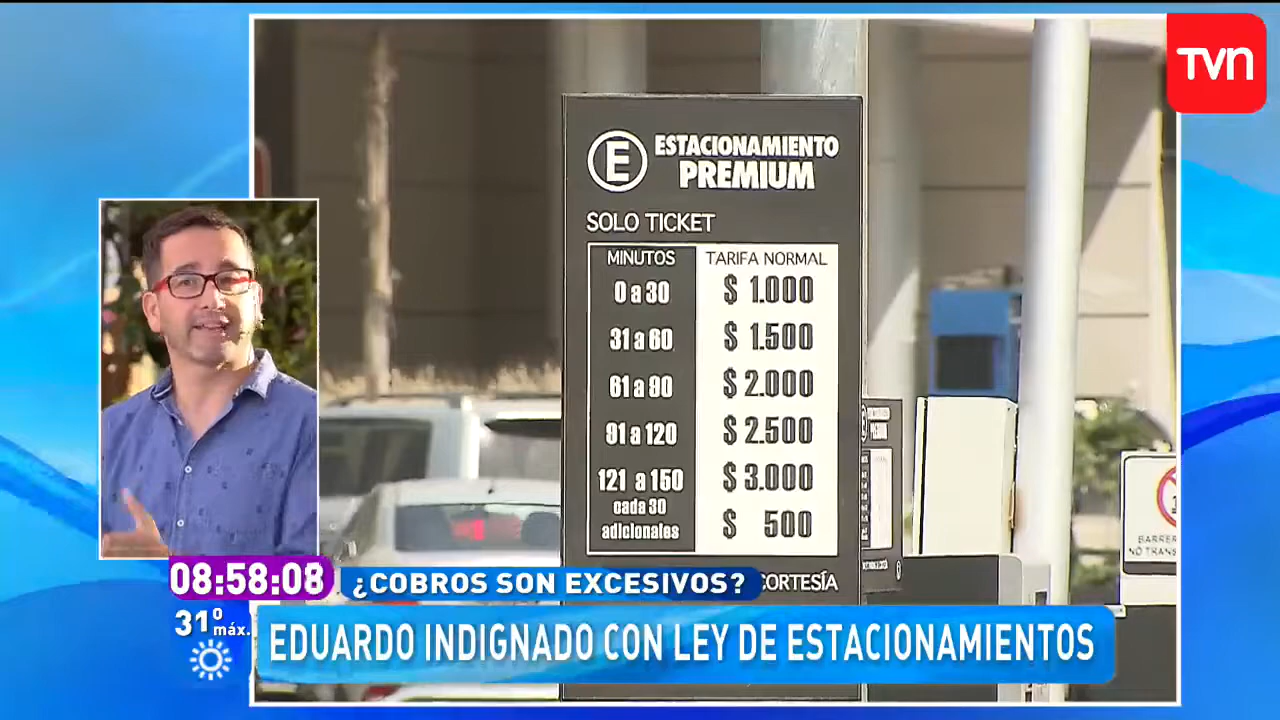 TVN
E ESTACIONAMIENTO
PREMIUM
SOLO TICKET
MINUTOS TARIFA NORMAL
0 a 30 $ 1.000
31 a 60 $ 1.500
61 a 90 $ 2.000
91 a 120 $ 2.500
121 a 150 $ 3.000
cada 30
adicionales $ 500
CORTESÍA
BARRER
NO TRANS
08:58:08 ¿COBROS SON EXCESIVOS?
31º máx.
EDUARDO INDIGNADO CON LEY DE ESTACIONAMIENTOS